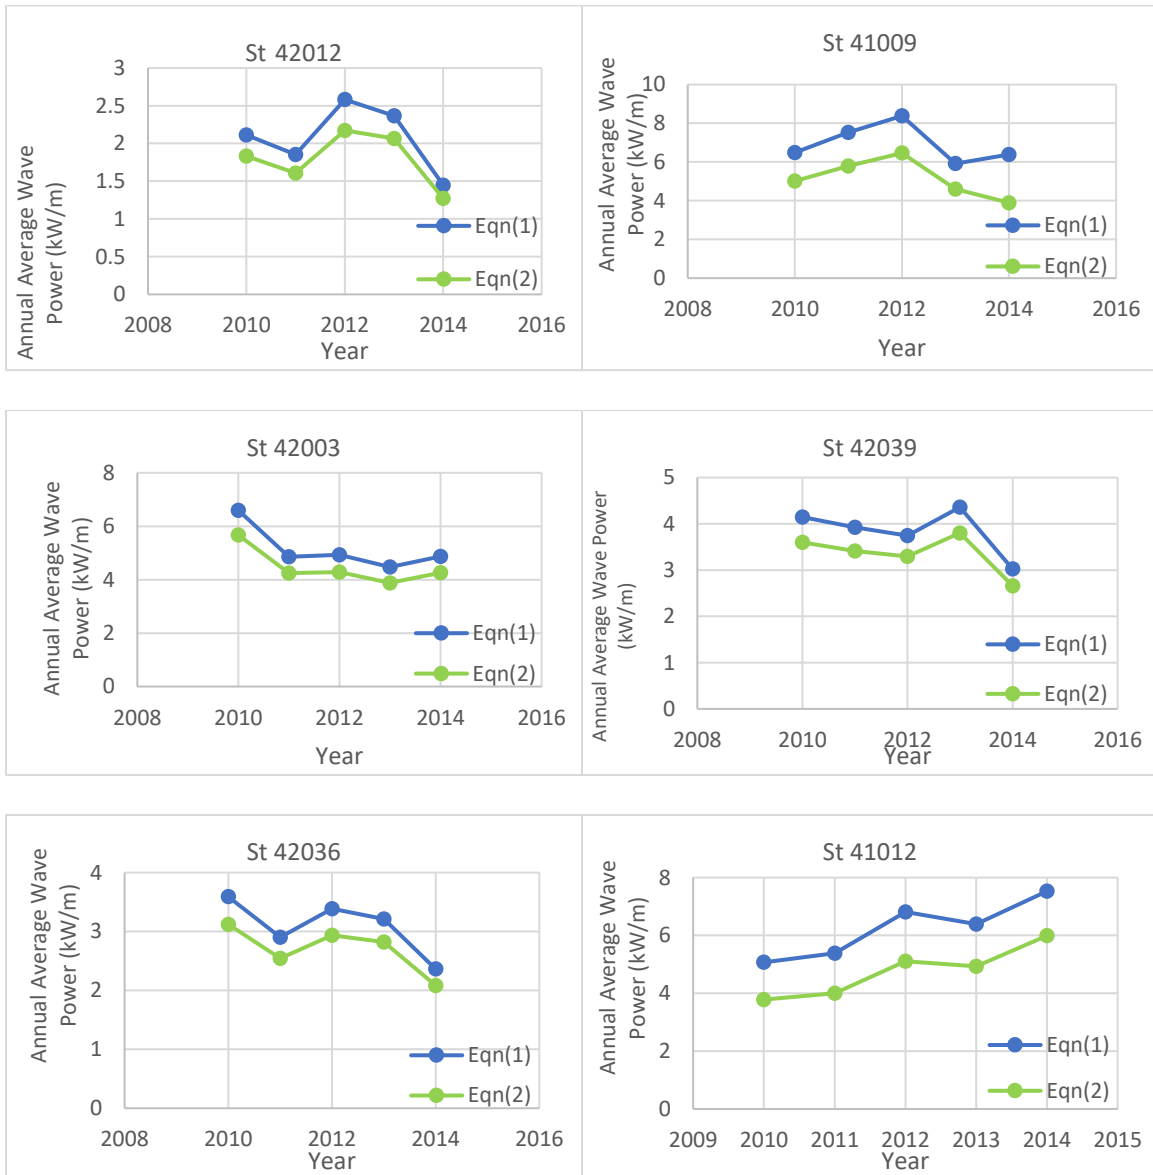 St 42012
Annual Average Wave
Power (kW/m)
3
2.5
2
1.5
1
0.5
0
Eqn(1)
Eqn(2)
2008 2010 2012 2014 2016
Year
St 41009
Annual Average Wave
Power (kW/m)
10
8
6
4
2
0
Eqn(1)
Eqn(2)
2008 2010 2012 2014 2016
Year
St 42003
Annual Average Wave
Power (kW/m)
8
6
4
2
0
Eqn(1)
Eqn(2)
2008 2010 2012 2014 2016
Year
St 42039
Annual Average Wave Power
(kW/m)
5
4
3
2
1
0
Eqn(1)
Eqn(2)
2008 2010 2012 2014 2016
Year
St 42036
Annual Average Wave
Power (kW/m)
4
3
2
1
0
Eqn(1)
Eqn(2)
2008 2010 2012 2014 2016
Year
St 41012
Annual Average Wave
Power (kW/m)
8
6
4
2
0
Eqn(1)
Eqn(2)
2009 2010 2011 2012 2013 2014 2015
Year